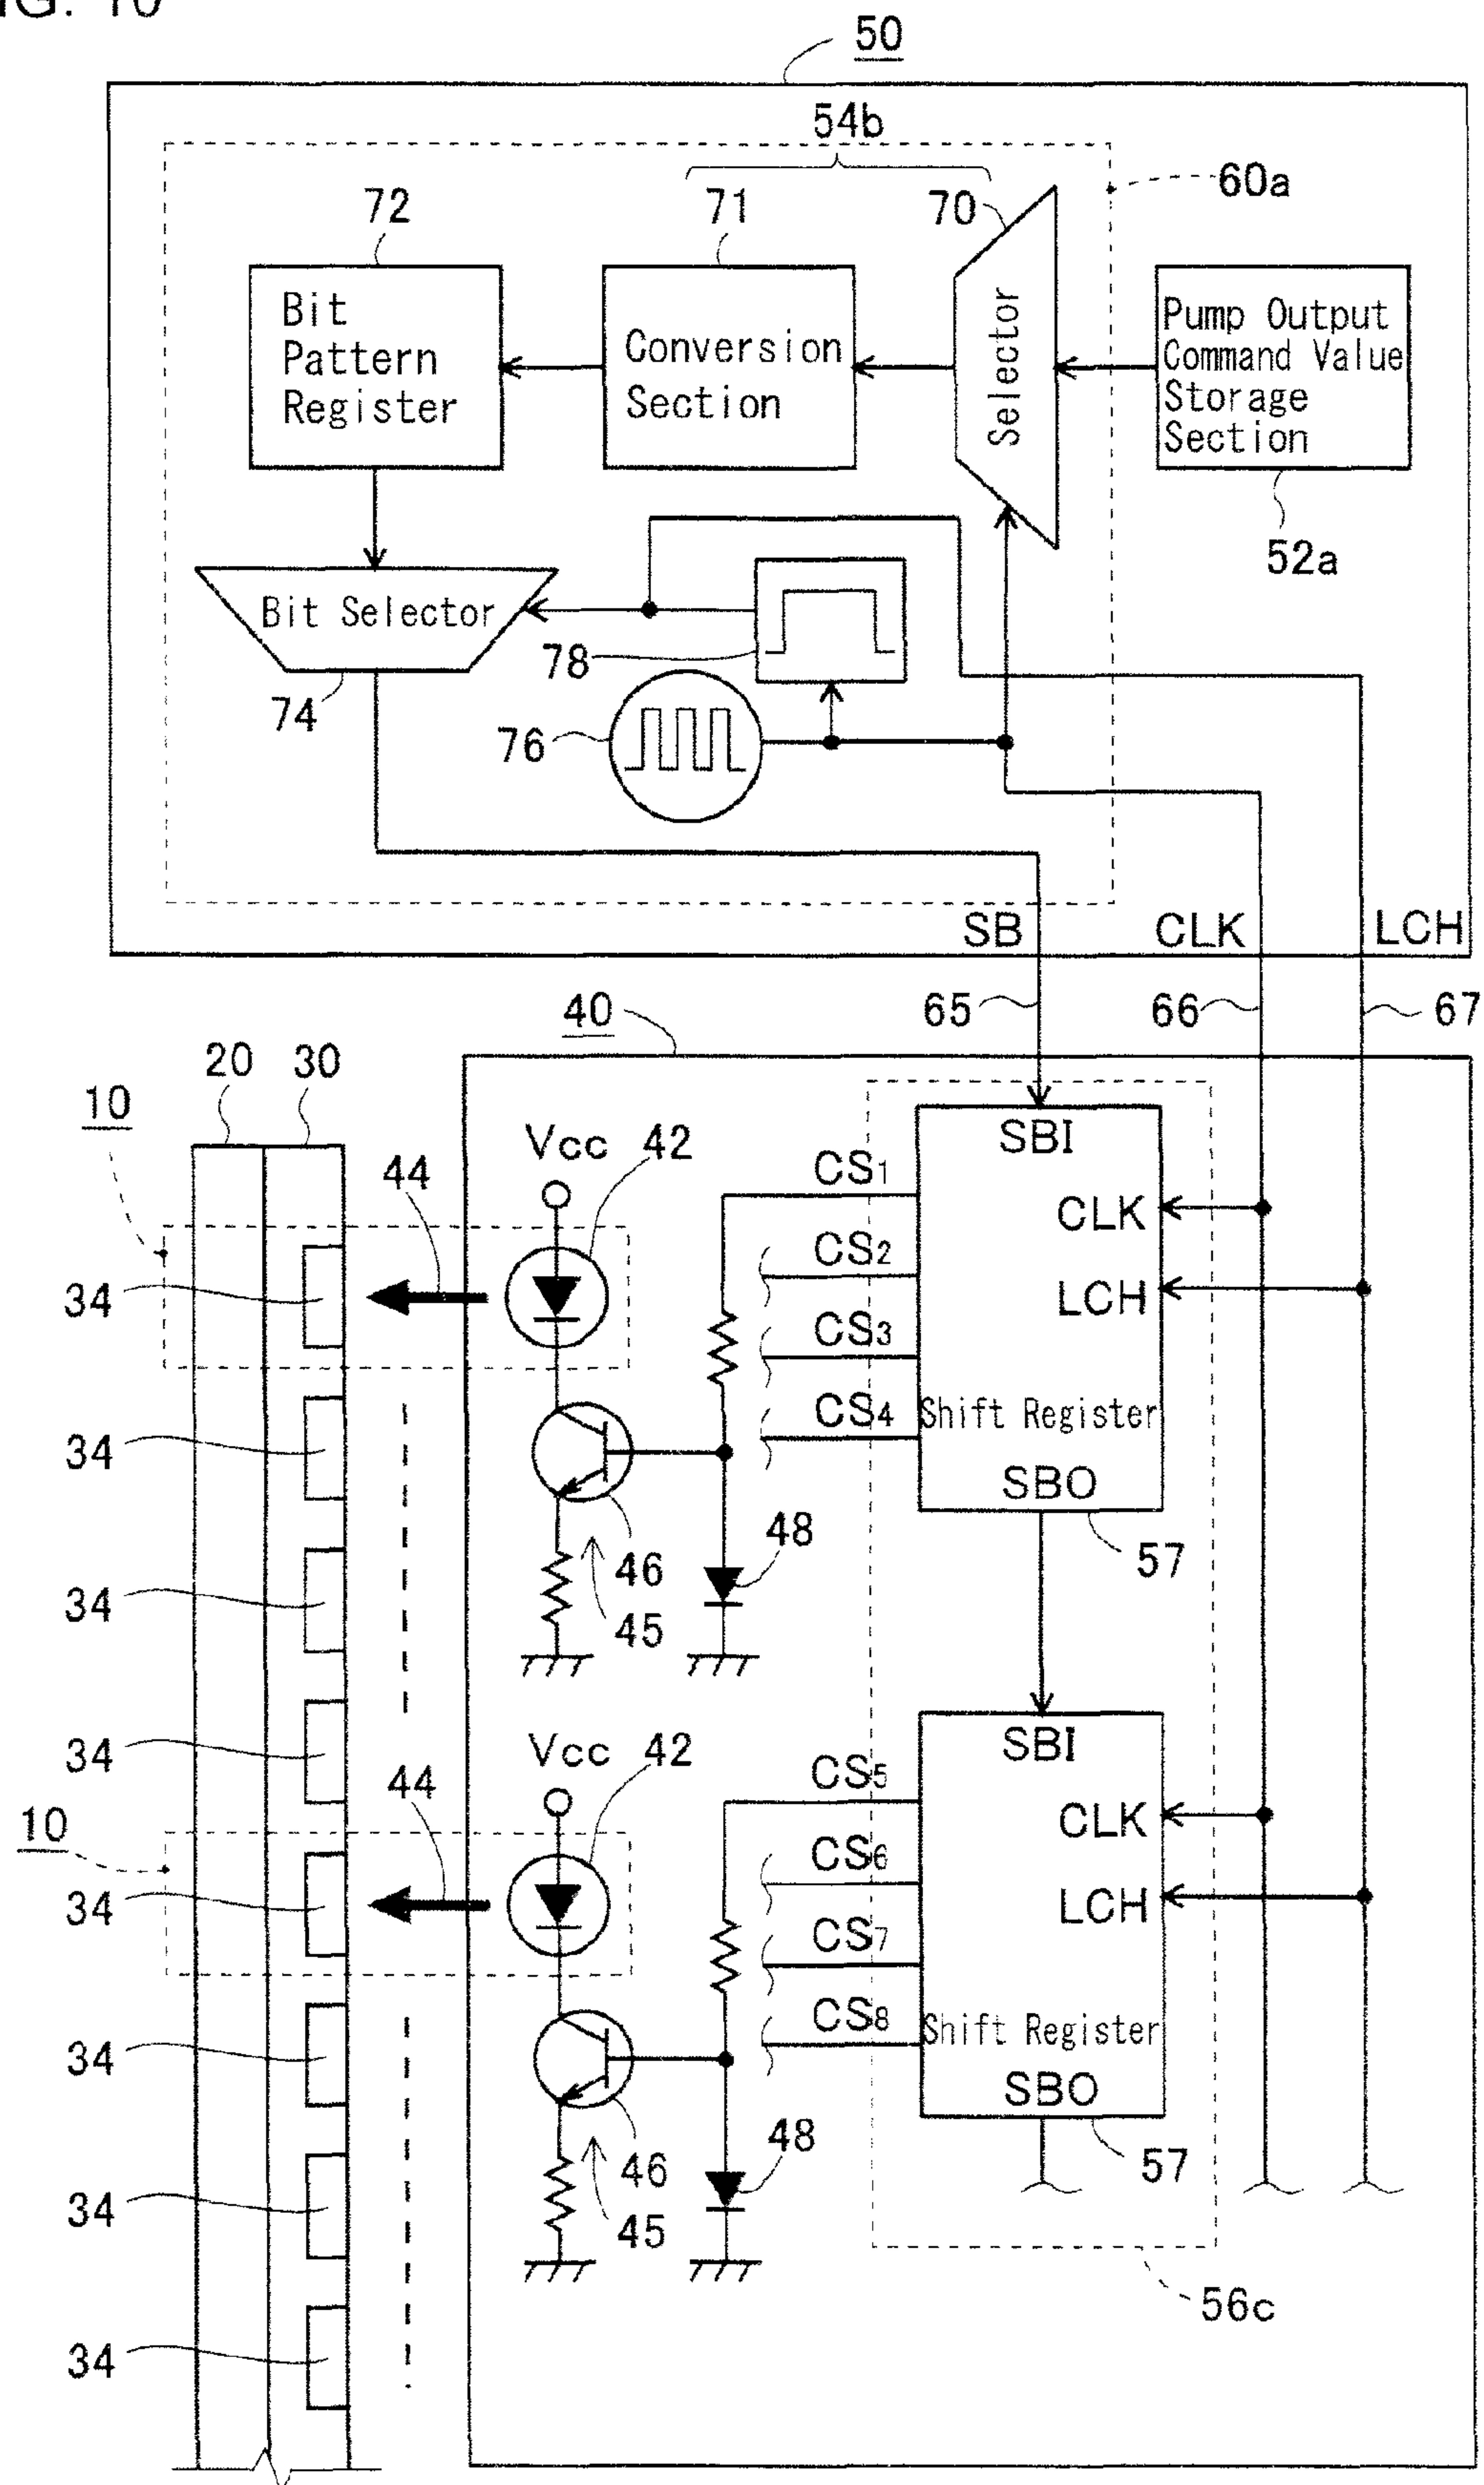 FIG. 10
50
54b
60a
72
71
70
Bit
Pattern
Register
Conversion
Section
Selector
Pump Output
Command Value
Storage
Section
52a
Bit Selector
78
74
76
SB
CLK
LCH
65
66
67
40
20
30
10
Vcc
42
44
CS1
SBI
CLK
CS2
34
LCH
CS3
CS4
Shift Register
34
SBO
48
57
46
34
45
34
Vcc
42
SBI
CS5
44
CLK
10
CS6
34
LCH
CS7
CS8
Shift Register
34
SBO
48
57
46
34
45
56c
34